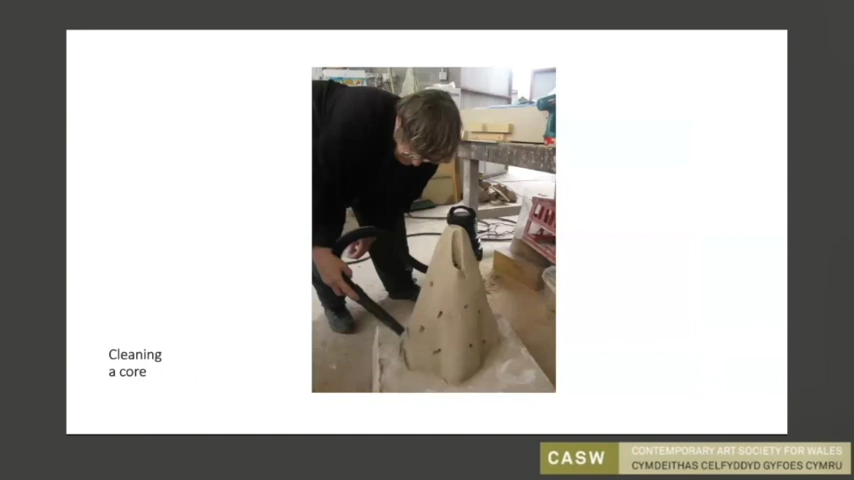 Cleaning
a core
CASW
CONTEMPORARY ART SOCIETY FOR WALES
CYMDEITHAS CELFYDDYD GYFOES CYMRU